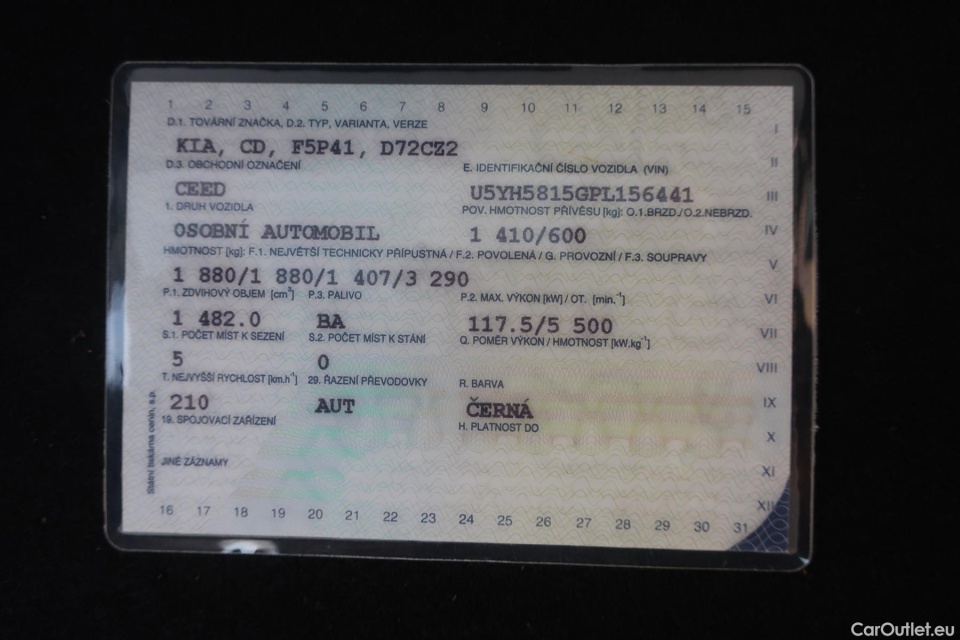 1 2 3 4 5 6 7 8 9 10 11 12 13 14 15
D.1. TOVÁRNÍ ZNAČKA, D.2. TYP, VARIANTA, VERZE
I
KIA, CD, F5P41, D72CZ2
II
D.3. OBCHODNÍ OZNAČENÍ E. IDENTIFIKAČNÍ ČÍSLO VOZIDLA (VIN)
CEED U5YH5815GPL156441
III
1. DRUH VOZIDLA POV. HMOTNOST PŘÍVĚSU [kg]: O.1.BRZD./O.2.NEBRZD.
OSOBNÍ AUTOMOBIL 1 410/600
IV
HMOTNOST [kg]: F.1. NEJVĚTŠÍ TECHNICKY PŘÍPUSTNÁ / F.2. POVOLENÁ / G. PROVOZNÍ / F.3. SOUPRAVY
V
1 880/1 880/1 407/3 290
P.1. ZDVIHOVÝ OBJEM [cm³] P.3. PALIVO P.2. MAX. VÝKON [kW] / OT. [min.⁻¹]
VI
1 482.0 BA 117.5/5 500
VII
S.1. POČET MÍST K SEZENÍ S.2. POČET MÍST K STÁNÍ Q. POMĚR VÝKON / HMOTNOST [kW.kg⁻¹]
5 0
VIII
T. NEJVYŠŠÍ RYCHLOST [km.h⁻¹] 29. ŘAZENÍ PŘEVODOVKY R. BARVA
210 AUT ČERNÁ
IX
19. SPOJOVACÍ ZAŘÍZENÍ H. PLATNOST DO
X
JINÉ ZÁZNAMY
XI
XII
Státní tiskárna cenin, s.p.
16 17 18 19 20 21 22 23 24 25 26 27 28 29 30 31
CarOutlet.eu